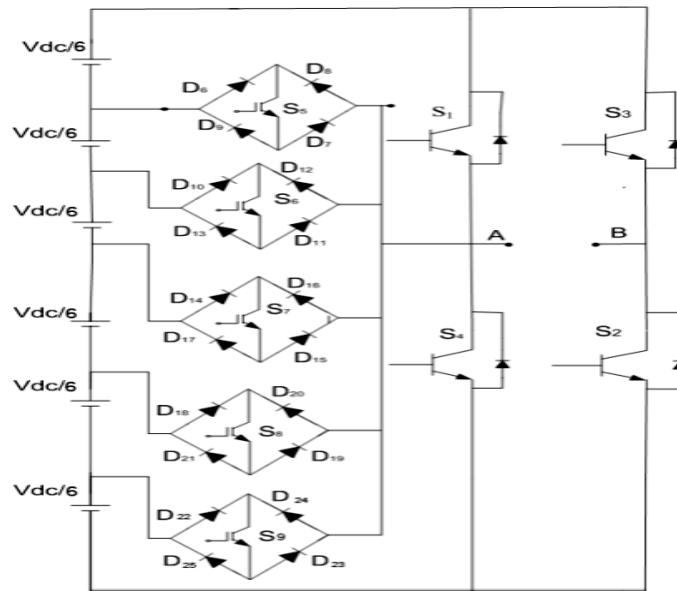 Vdc/6
D6
D8
S5
D9
D7
Vdc/6
D12
D10
S6
D13
D11
Vdc/6
D16
D14
S7
D17
D15
Vdc/6
D20
D18
S8
D21
D19
Vdc/6
D24
D22
S9
D25
D23
Vdc/6
S1
S3
A
B
S4
S2